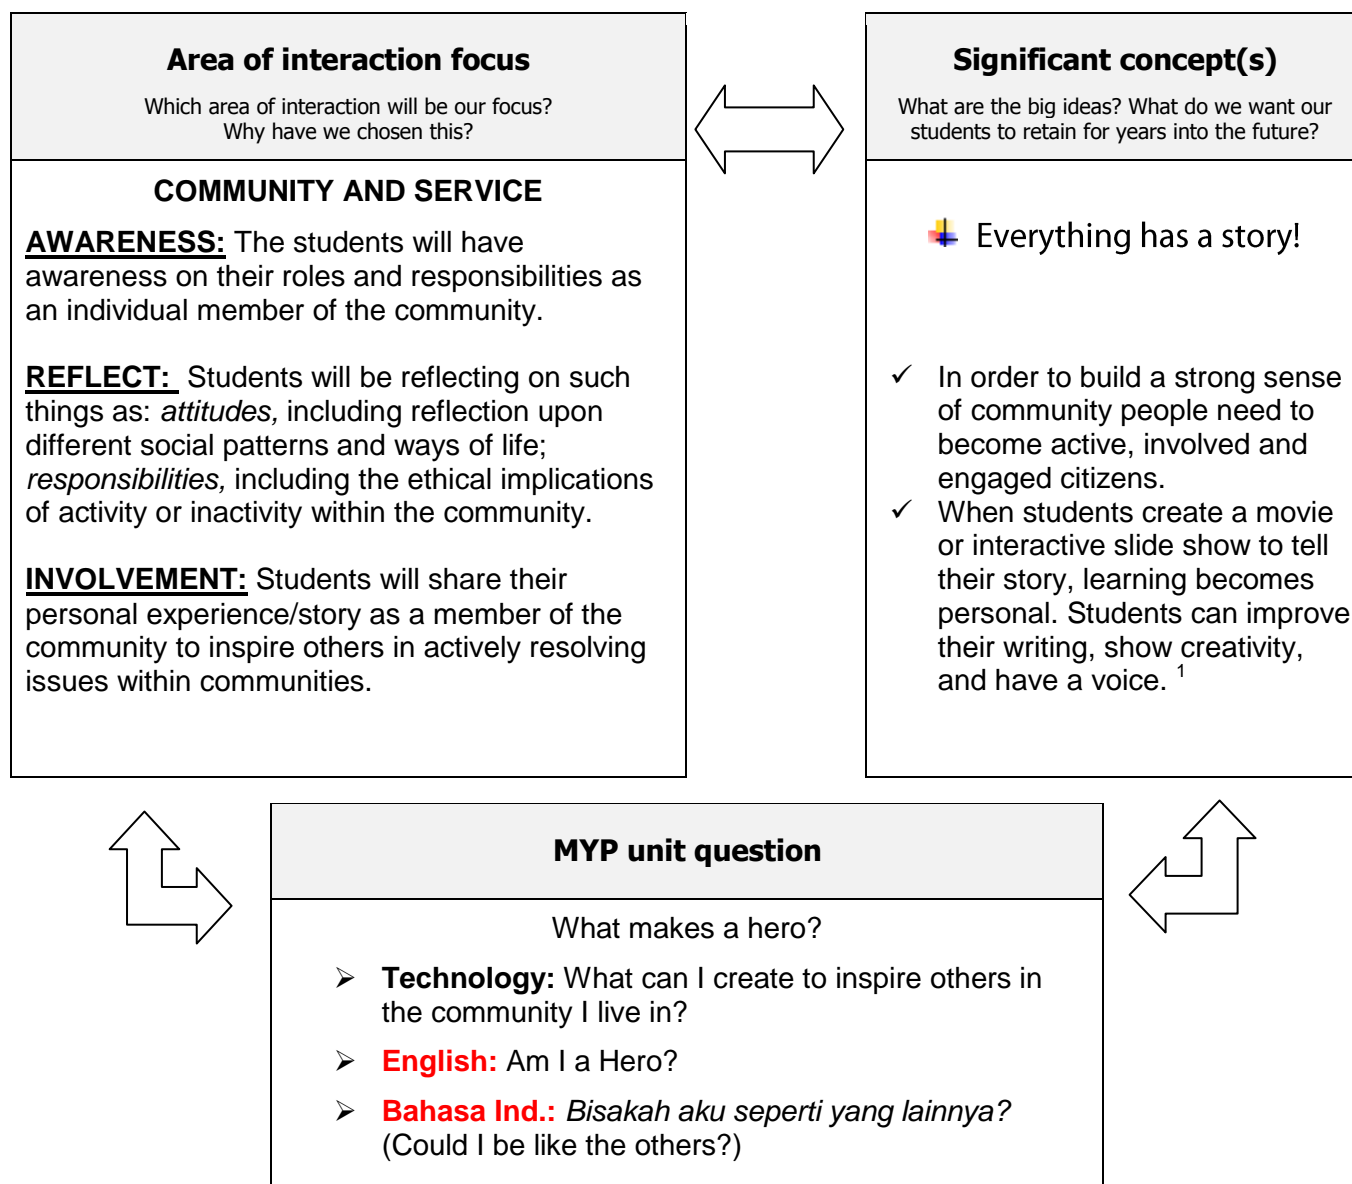 Area of interaction focus
Which area of interaction will be our focus?
Why have we chosen this?
COMMUNITY AND SERVICE
AWARENESS: The students will have
awareness on their roles and responsibilities as
an individual member of the community.
REFLECT: Students will be reflecting on such
things as: attitudes, including reflection upon
different social patterns and ways of life;
responsibilities, including the ethical implications
of activity or inactivity within the community.
INVOLVEMENT: Students will share their
personal experience/story as a member of the
community to inspire others in actively resolving
issues within communities.
Significant concept(s)
What are the big ideas? What do we want our
students to retain for years into the future?
Everything has a story!
✓ In order to build a strong sense
of community people need to
become active, involved and
engaged citizens.
✓ When students create a movie
or interactive slide show to tell
their story, learning becomes
personal. Students can improve
their writing, show creativity,
and have a voice. 1
MYP unit question
What makes a hero?
➢ Technology: What can I create to inspire others in
the community I live in?
➢ English: Am I a Hero?
➢ Bahasa Ind.: Bisakah aku seperti yang lainnya?
(Could I be like the others?)